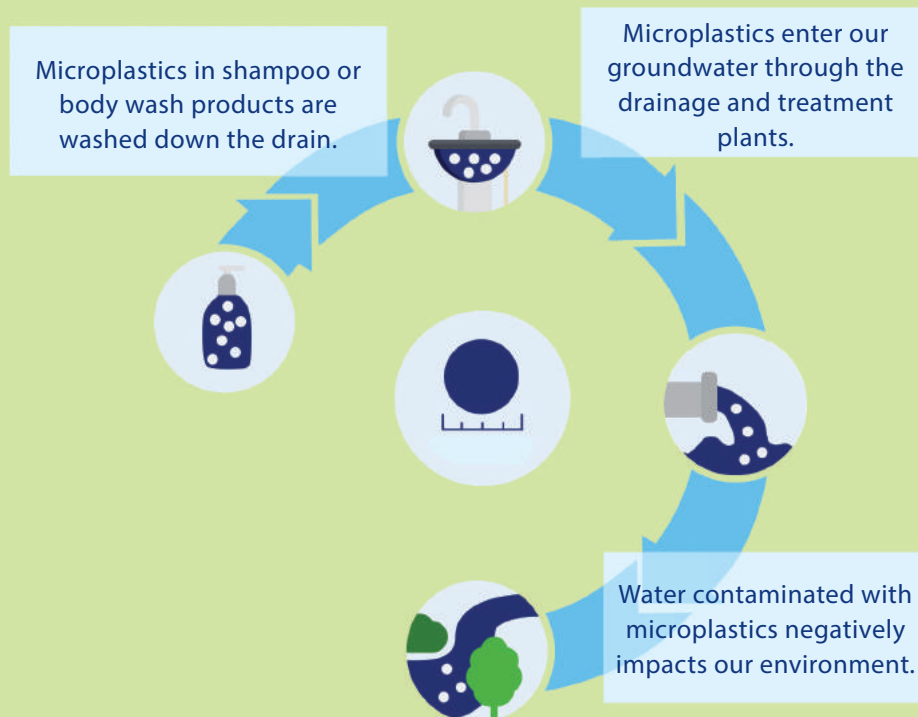 Microplastics in shampoo or
body wash products are
washed down the drain.
Microplastics enter our
groundwater through the
drainage and treatment
plants.
Water contaminated with
microplastics negatively
impacts our environment.